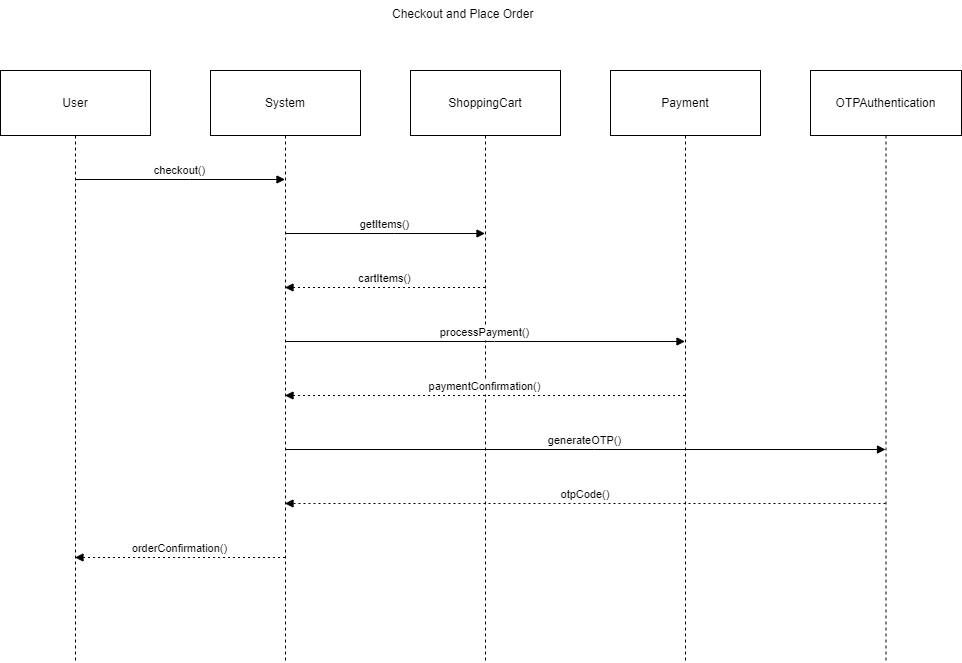 Checkout and Place Order
User
System
ShoppingCart
Payment
OTPAuthentication
checkout()
getItems()
cartItems()
processPayment()
paymentConfirmation()
generateOTP()
otpCode()
orderConfirmation()